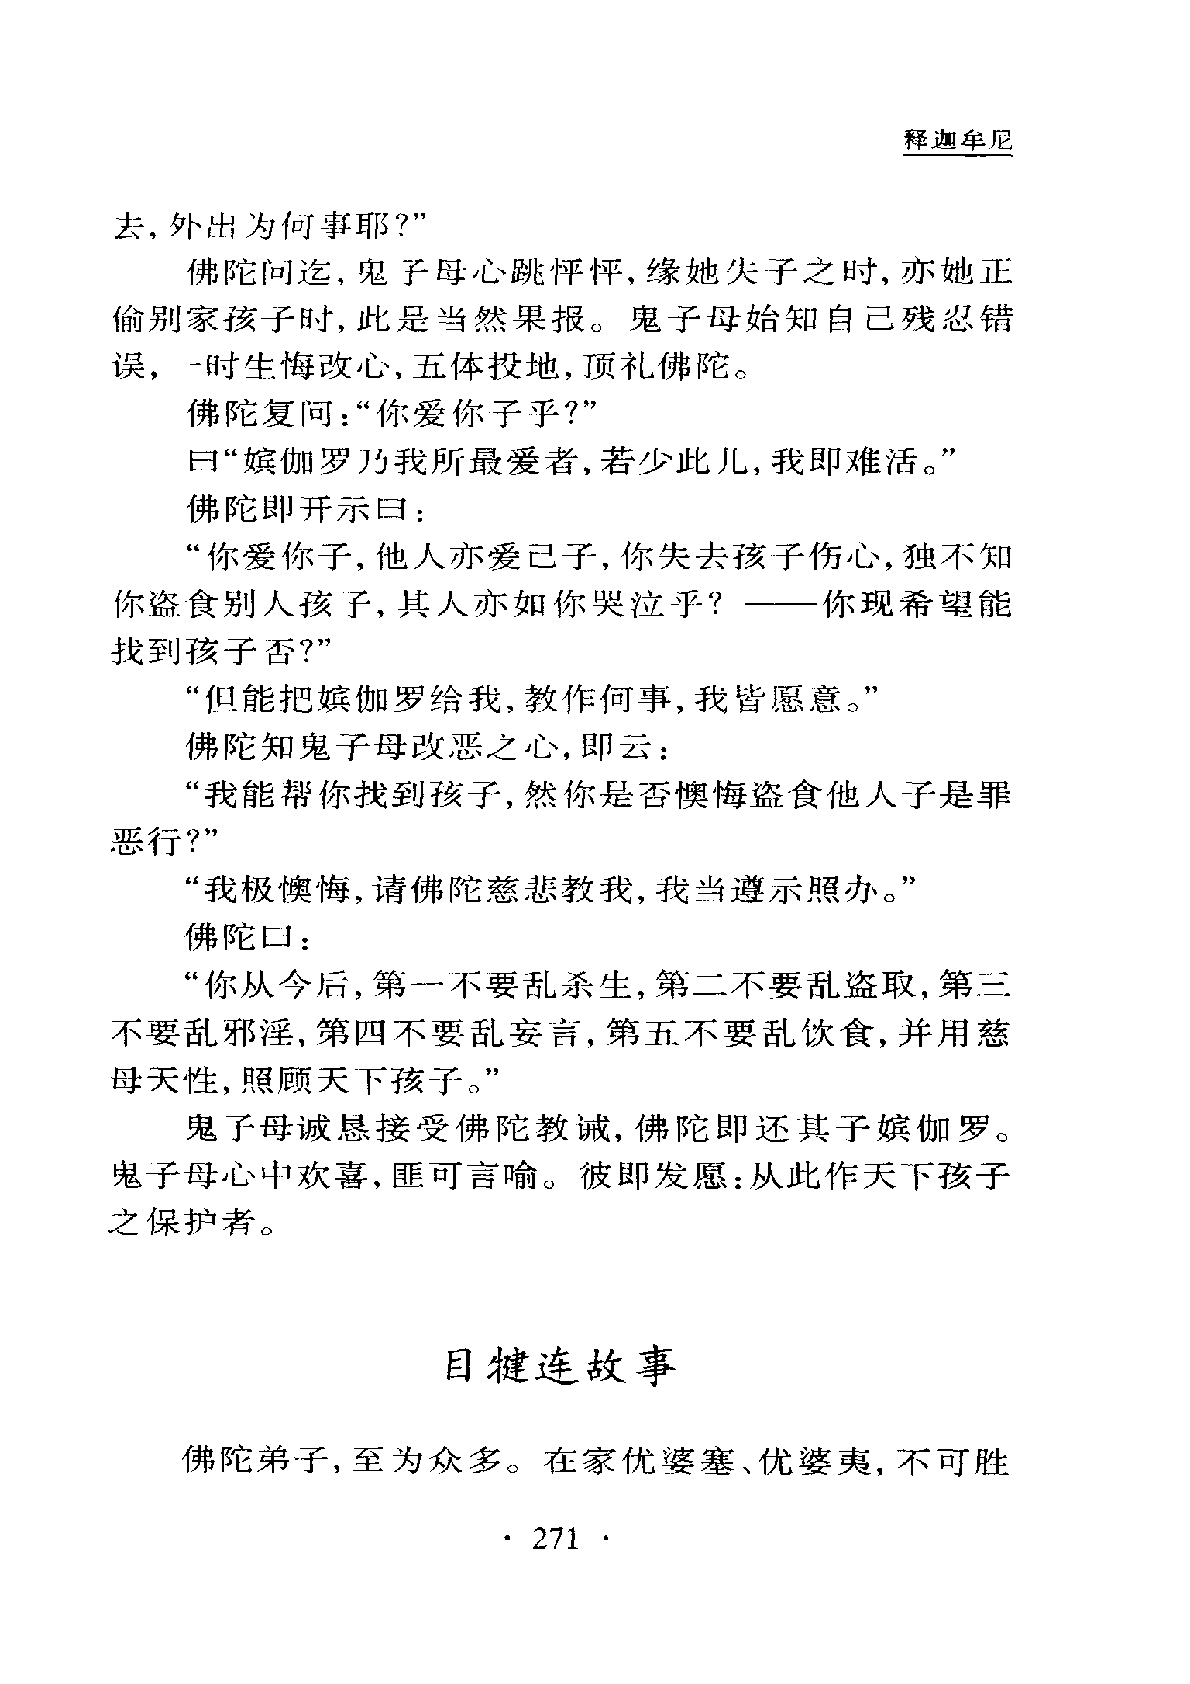 释迦牟尼
去，外出为何事耶？”
佛陀问迄，鬼子母心跳怦怦，缘她失子之时，亦她正
偷别家孩子时，此是当然果报。鬼子母始知自己残忍错
误，一时生悔改心，五体投地，顶礼佛陀。
佛陀复问：“你爱你子乎？”
曰“嫔伽罗乃我所最爱者，若少此儿，我即难活。”
佛陀即开示曰：
“你爱你子，他人亦爱己子，你失去孩子伤心，独不知
你盗食别人孩子，其人亦如你哭泣乎？——你现希望能
找到孩子否？”
“但能把嫔伽罗给我，教作何事，我皆愿意。”
佛陀知鬼子母改恶之心，即云：
“我能帮你找到孩子，然你是否懊悔盗食他人子是罪
恶行？”
“我极懊悔，请佛陀慈悲教我，我当遵示照办。”
佛陀曰：
“你从今后，第一不要乱杀生，第二不要乱盗取，第三
不要乱邪淫，第四不要乱妄言，第五不要乱饮食，并用慈
母天性，照顾天下孩子。”
鬼子母诚恳接受佛陀教诫，佛陀即还其子嫔伽罗。
鬼子母心中欢喜，匪可言喻。彼即发愿：从此作天下孩子
之保护者。
目犍连故事
佛陀弟子，至为众多。在家优婆塞、优婆夷，不可胜
· 271 ·